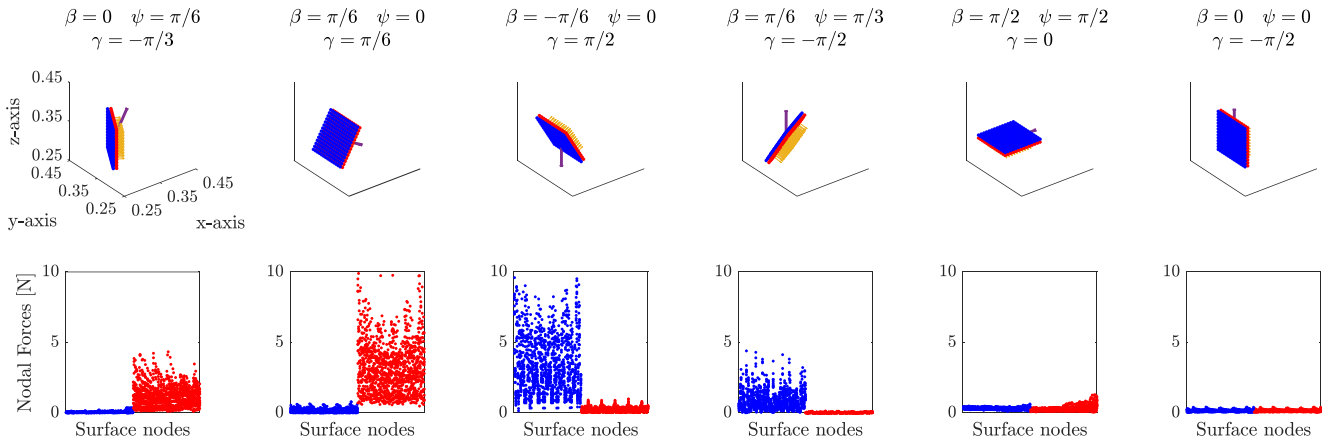 β = 0 ψ = π/6
γ = −π/3
β = π/6 ψ = 0
γ = π/6
β = −π/6 ψ = 0
γ = π/2
β = π/6 ψ = π/3
γ = −π/2
β = π/2 ψ = π/2
γ = 0
β = 0 ψ = 0
γ = −π/2
z-axis
0.45
0.35
0.25
0.45
0.35
0.25
y-axis
0.25
0.35
0.45
x-axis
Nodal Forces [N]
10
5
0
Surface nodes
10
5
0
Surface nodes
10
5
0
Surface nodes
10
5
0
Surface nodes
10
5
0
Surface nodes
10
5
0
Surface nodes